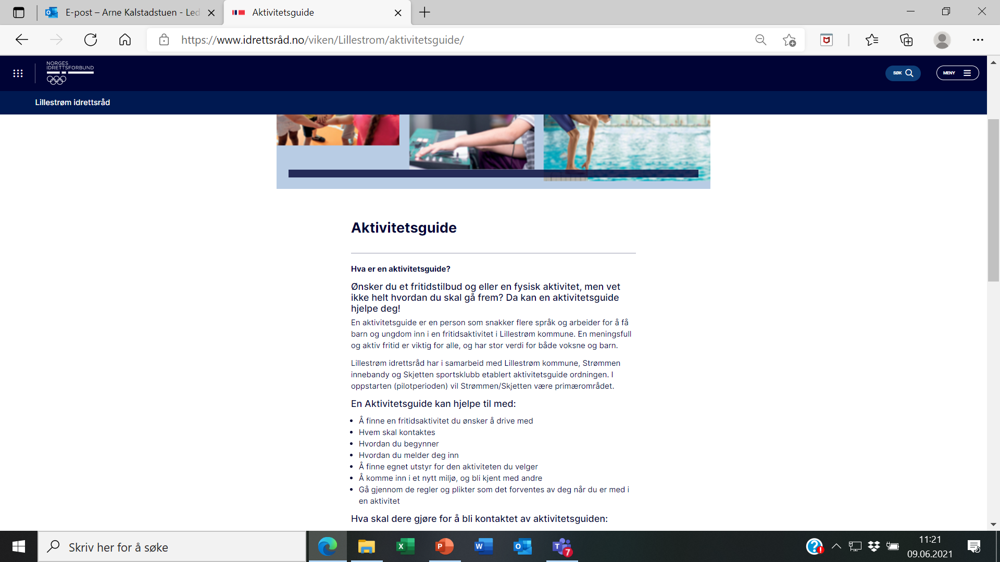 E-post – Arne Kalstadstuen - Led
Aktivitetsguide
https://www.idrettsråd.no/viken/Lillestrom/aktivitetsguide/
NORGES
IDRETTSFORBUND
SØK
MENY
Lillestrøm idrettsråd
Aktivitetsguide
Hva er en aktivitetsguide?
Ønsker du et fritidstilbud og eller en fysisk aktivitet, men vet
ikke helt hvordan du skal gå frem? Da kan en aktivitetsguide
hjelpe deg!
En aktivitetsguide er en person som snakker flere språk og arbeider for å få
barn og ungdom inn i en fritidsaktivitet i Lillestrøm kommune. En meningsfull
og aktiv fritid er viktig for alle, og har stor verdi for både voksne og barn.
Lillestrøm idrettsråd har i samarbeid med Lillestrøm kommune, Strømmen
innebandy og Skjetten sportsklubb etablert aktivitetsguide ordningen. I
oppstarten (pilotperioden) vil Strømmen/Skjetten være primærområdet.
En Aktivitetsguide kan hjelpe til med:
• Å finne en fritidsaktivitet du ønsker å drive med
• Hvem skal kontaktes
• Hvordan du begynner
• Hvordan du melder deg inn
• Å finne egnet utstyr for den aktiviteten du velger
• Å komme inn i et nytt miljø, og bli kjent med andre
• Gå gjennom de regler og plikter som det forventes av deg når du er med i
en aktivitet
Hva skal dere gjøre for å bli kontaktet av aktivitetsguiden:
Skriv her for å søke
7
11:21
09.06.2021